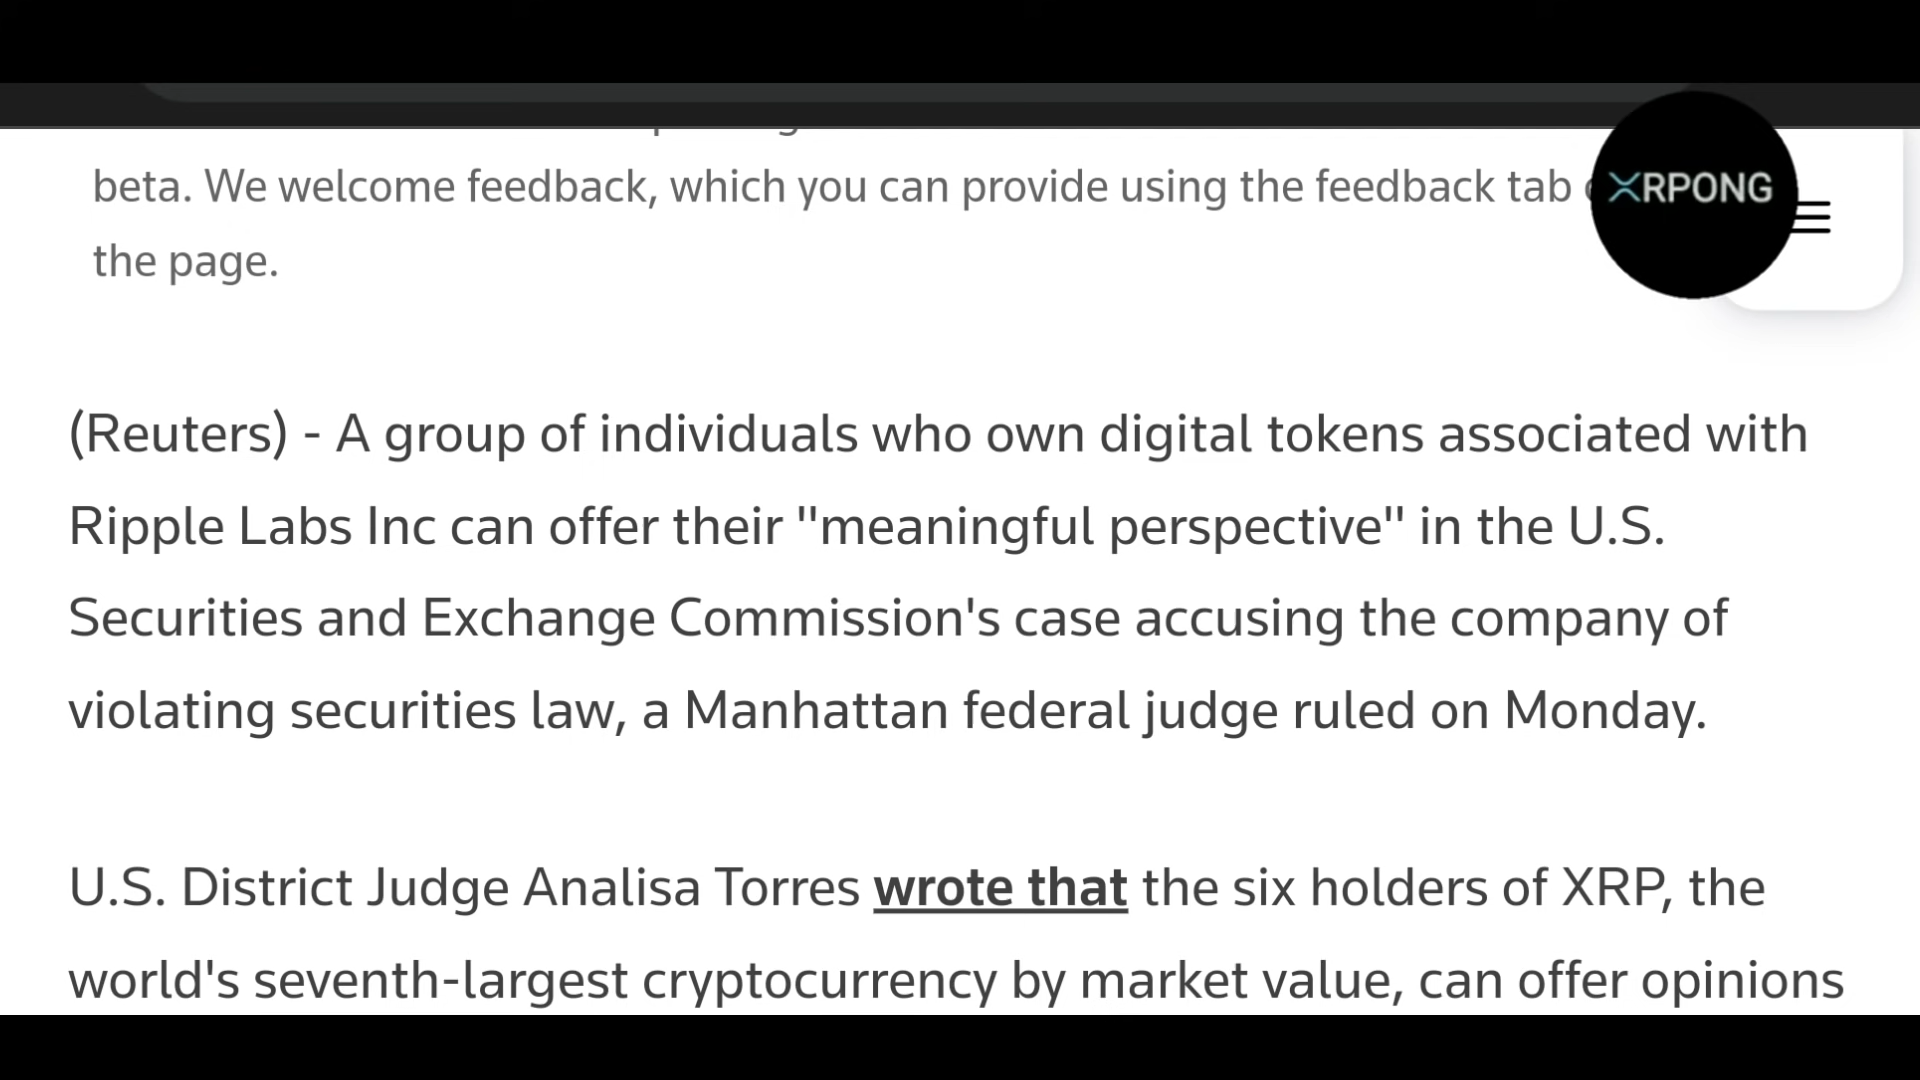 beta. We welcome feedback, which you can provide using the feedback tab
the page.
XRPONG
(Reuters) - A group of individuals who own digital tokens associated with
Ripple Labs Inc can offer their "meaningful perspective" in the U.S.
Securities and Exchange Commission's case accusing the company of
violating securities law, a Manhattan federal judge ruled on Monday.
U.S. District Judge Analisa Torres wrote that the six holders of XRP, the
world's seventh-largest cryptocurrency by market value, can offer opinions